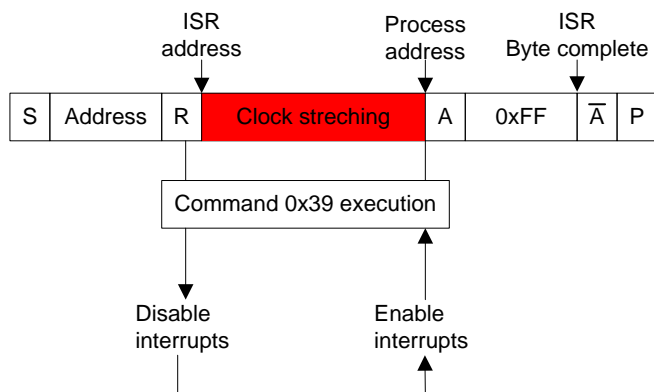 ISR
address
Process
address
ISR
Byte complete
S Address R Clock streching A 0xFF A̅ P
Command 0x39 execution
Disable
interrupts
Enable
interrupts